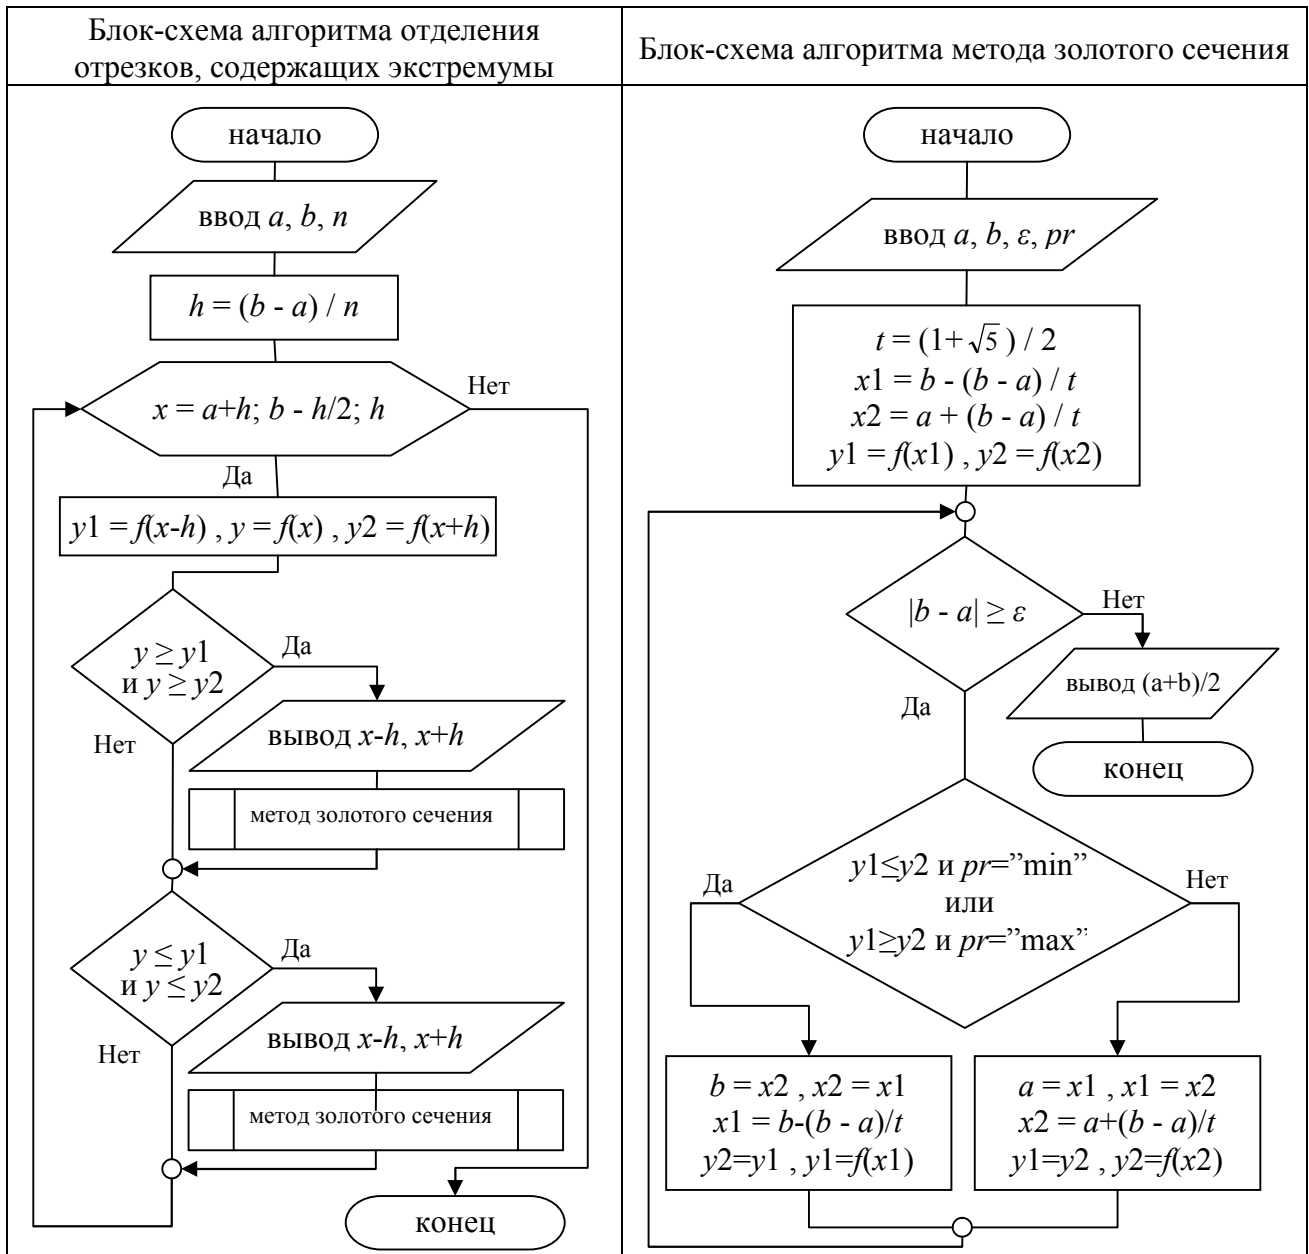 Блок-схема алгоритма отделения
отрезков, содержащих экстремумы
начало
ввод a, b, n
h = (b - a) / n
Нет
x = a+h; b - h/2; h
Да
y1 = f(x-h) , y = f(x) , y2 = f(x+h)
y ≥ y1
и y ≥ y2
Да
Нет
вывод x-h, x+h
метод золотого сечения
y ≤ y1
и y ≤ y2
Да
Нет
вывод x-h, x+h
метод золотого сечения
конец
Блок-схема алгоритма метода золотого сечения
начало
ввод a, b, ε, pr
t = (1+√5 ) / 2
x1 = b - (b - a) / t
x2 = a + (b - a) / t
y1 = f(x1) , y2 = f(x2)
|b - a| ≥ ε
Нет
вывод (a+b)/2
конец
Да
y1≤y2 и pr=”min”
или
y1≥y2 и pr=”max”
Да
Нет
b = x2 , x2 = x1
x1 = b-(b - a)/t
y2=y1 , y1=f(x1)
a = x1 , x1 = x2
x2 = a+(b - a)/t
y1=y2 , y2=f(x2)